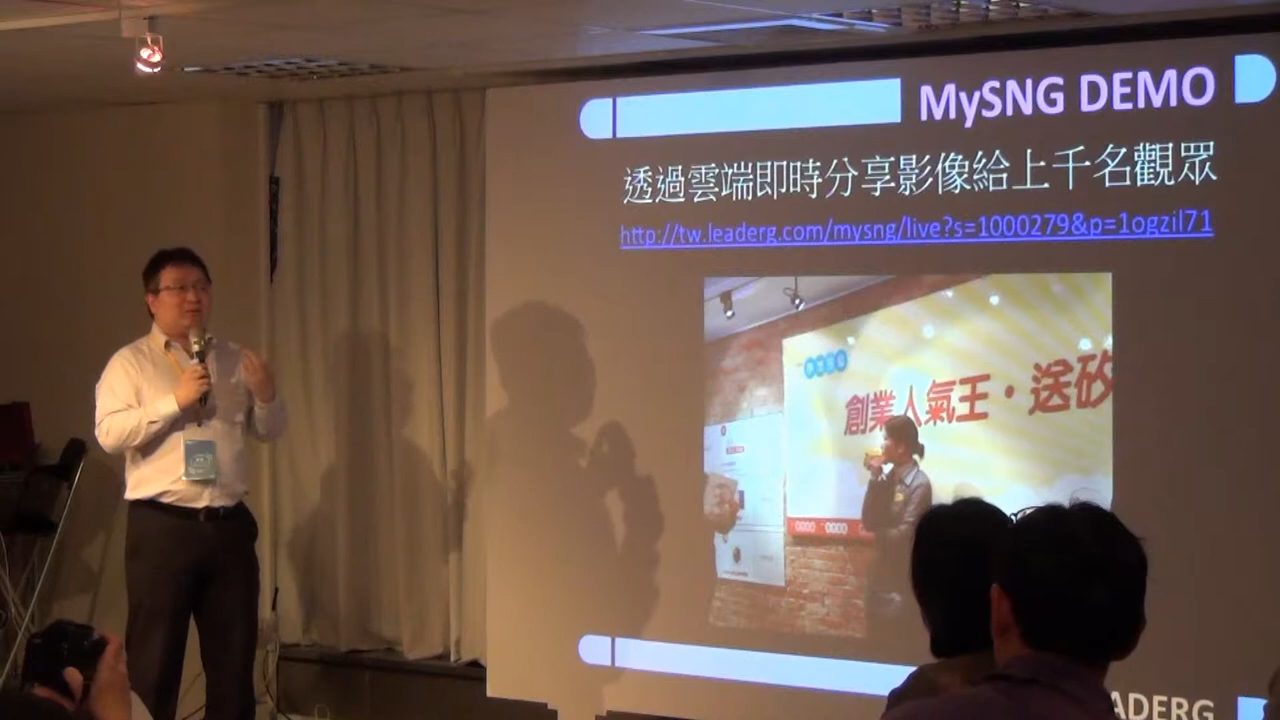 MySNG DEMO
透過雲端即時分享影像給上千名觀眾
http://tw.leaderg.com/mysng/live?s=1000279&p=1ogzil71
創業人氣王·送矽
ADERG